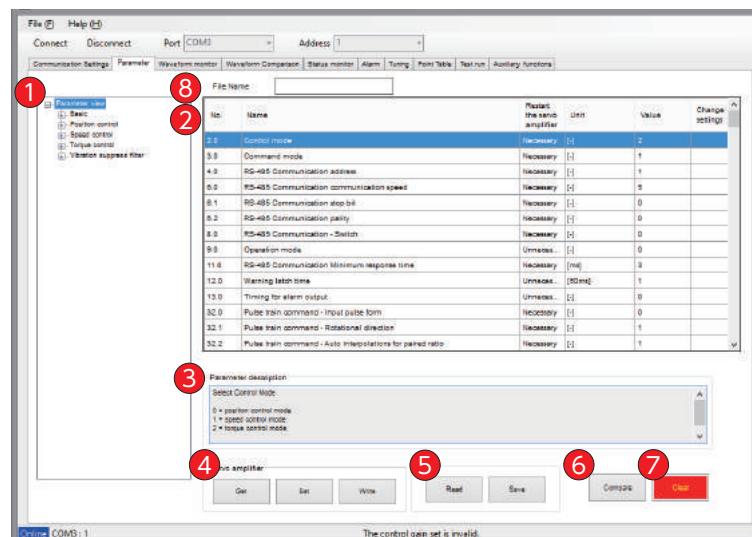 File (F) Help (H)
Connect Disconnect Port COM3 Address 1
Communication Settings Parameter Waveform monitor Waveform Comparison Status monitor Alarm Tuning Point Table Test run Auxiliary functions
1
8 File Name
Parameter view
Basic
Position control
Speed control
Torque control
Vibration suppress filter
2
No. Name Restart the servo amplifier Unit Value Change settings
2.0 Control mode Necessary [-] 2
3.0 Command mode Necessary [-] 1
4.0 RS-485 Communication address Necessary [-] 1
6.0 RS-485 Communication communication speed Necessary [-] 5
6.1 RS-485 Communication stop bit Necessary [-] 0
6.2 RS-485 Communication parity Necessary [-] 0
8.0 RS-485 Communication - Switch Necessary [-] 0
9.0 Operation mode Unneces... [-] 0
11.0 RS-485 Communication Minimum response time Necessary [ms] 3
12.0 Warning latch time Unneces... [50ms] 1
13.0 Timing for alarm output Unneces... [-] 0
32.0 Pulse train command - Input pulse form Necessary [-] 0
32.1 Pulse train command - Rotational direction Necessary [-] 1
32.2 Pulse train command - Auto interpolations for paired ratio Necessary [-] 1
3 Parameter description
Select Control Mode
0 = position control mode
1 = speed control mode
2 = torque control mode
4 5 6 7
amplifier
Get Set Write Read Save Compare Clear
Online COM3 : 1 The control gain set is invalid.